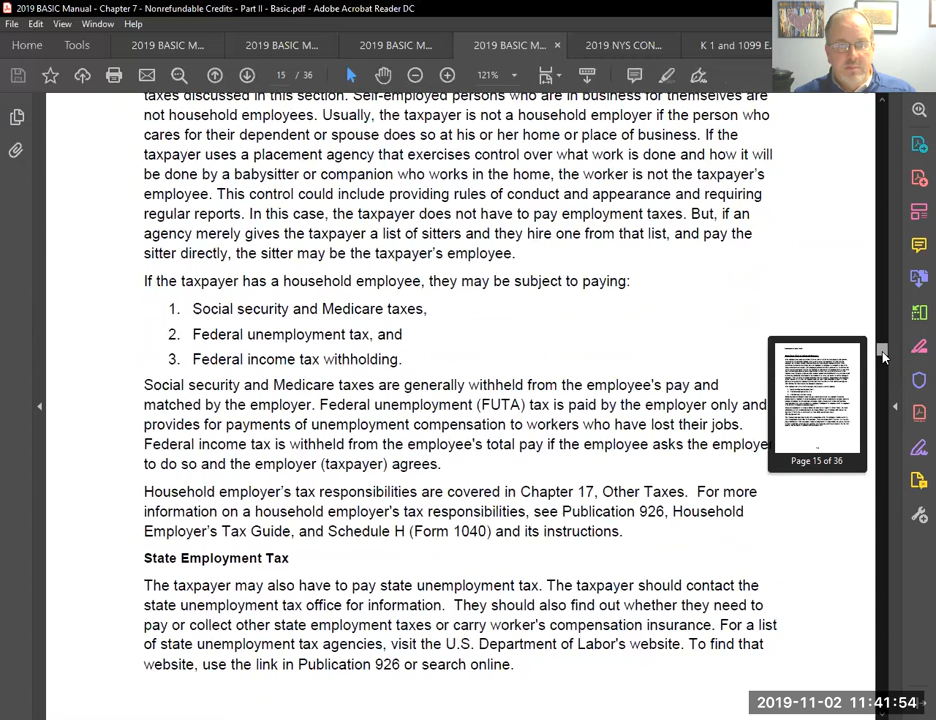 2019 BASIC Manual - Chapter 7 - Nonrefundable Credits - Part II - Basic.pdf - Adobe Acrobat Reader DC
File Edit View Window Help
Home Tools 2019 BASIC M... 2019 BASIC M... 2019 BASIC M... 2019 BASIC M... × 2019 NYS CON... K 1 and 1099 E.
15 / 36 121%
taxes discussed in this section. Self-employed persons who are in business for themselves are
not household employees. Usually, the taxpayer is not a household employer if the person who
cares for their dependent or spouse does so at his or her home or place of business. If the
taxpayer uses a placement agency that exercises control over what work is done and how it will
be done by a babysitter or companion who works in the home, the worker is not the taxpayer's
employee. This control could include providing rules of conduct and appearance and requiring
regular reports. In this case, the taxpayer does not have to pay employment taxes. But, if an
agency merely gives the taxpayer a list of sitters and they hire one from that list, and pay the
sitter directly, the sitter may be the taxpayer's employee.
If the taxpayer has a household employee, they may be subject to paying:
1. Social security and Medicare taxes,
2. Federal unemployment tax, and
3. Federal income tax withholding.
Social security and Medicare taxes are generally withheld from the employee's pay and
matched by the employer. Federal unemployment (FUTA) tax is paid by the employer only and
provides for payments of unemployment compensation to workers who have lost their jobs.
Federal income tax is withheld from the employee's total pay if the employee asks the employer
to do so and the employer (taxpayer) agrees.
Page 15 of 36
Household employer's tax responsibilities are covered in Chapter 17, Other Taxes. For more
information on a household employer's tax responsibilities, see Publication 926, Household
Employer's Tax Guide, and Schedule H (Form 1040) and its instructions.
State Employment Tax
The taxpayer may also have to pay state unemployment tax. The taxpayer should contact the
state unemployment tax office for information. They should also find out whether they need to
pay or collect other state employment taxes or carry worker's compensation insurance. For a list
of state unemployment tax agencies, visit the U.S. Department of Labor's website. To find that
website, use the link in Publication 926 or search online.
2019-11-02 11:41:54